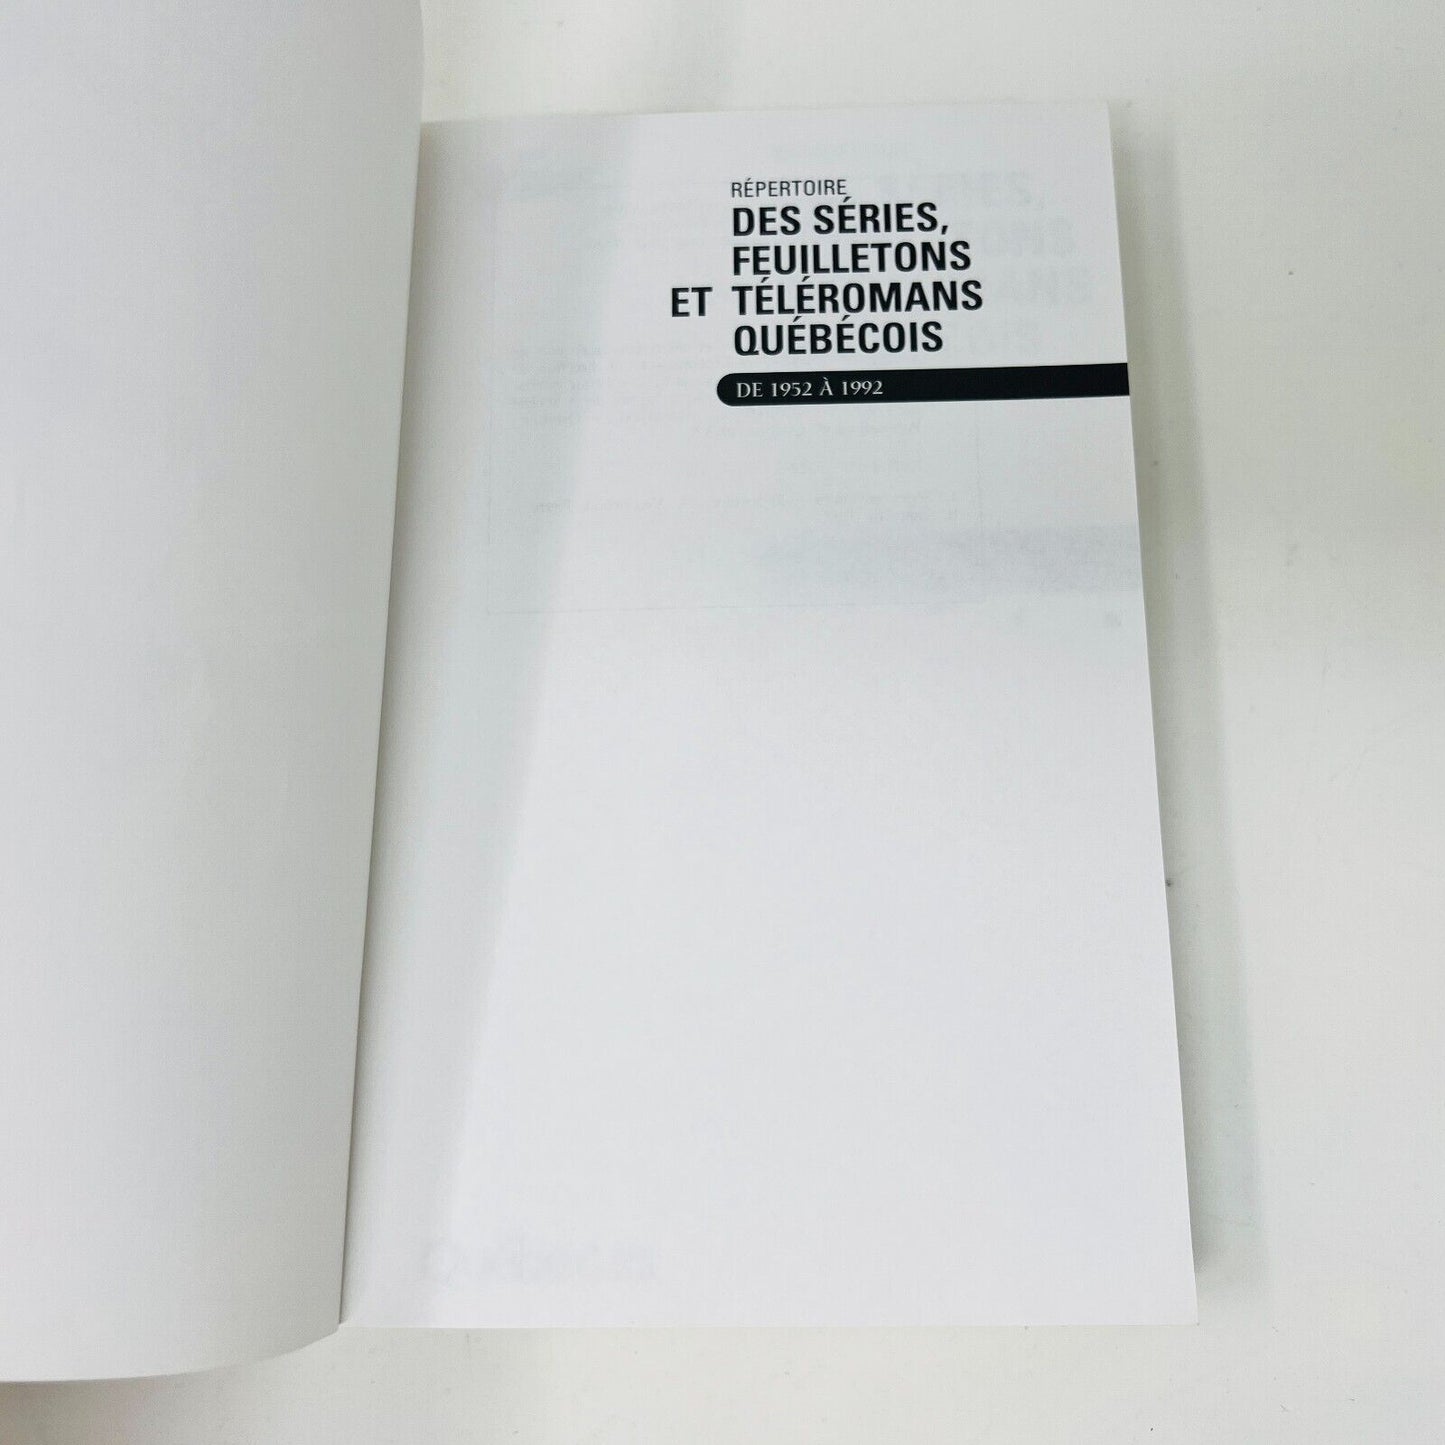 RÉPERTOIRE
DES SÉRIES,
FEUILLETONS
ET TÉLÉROMANS
QUÉBÉCOIS
DE 1952 À 1992